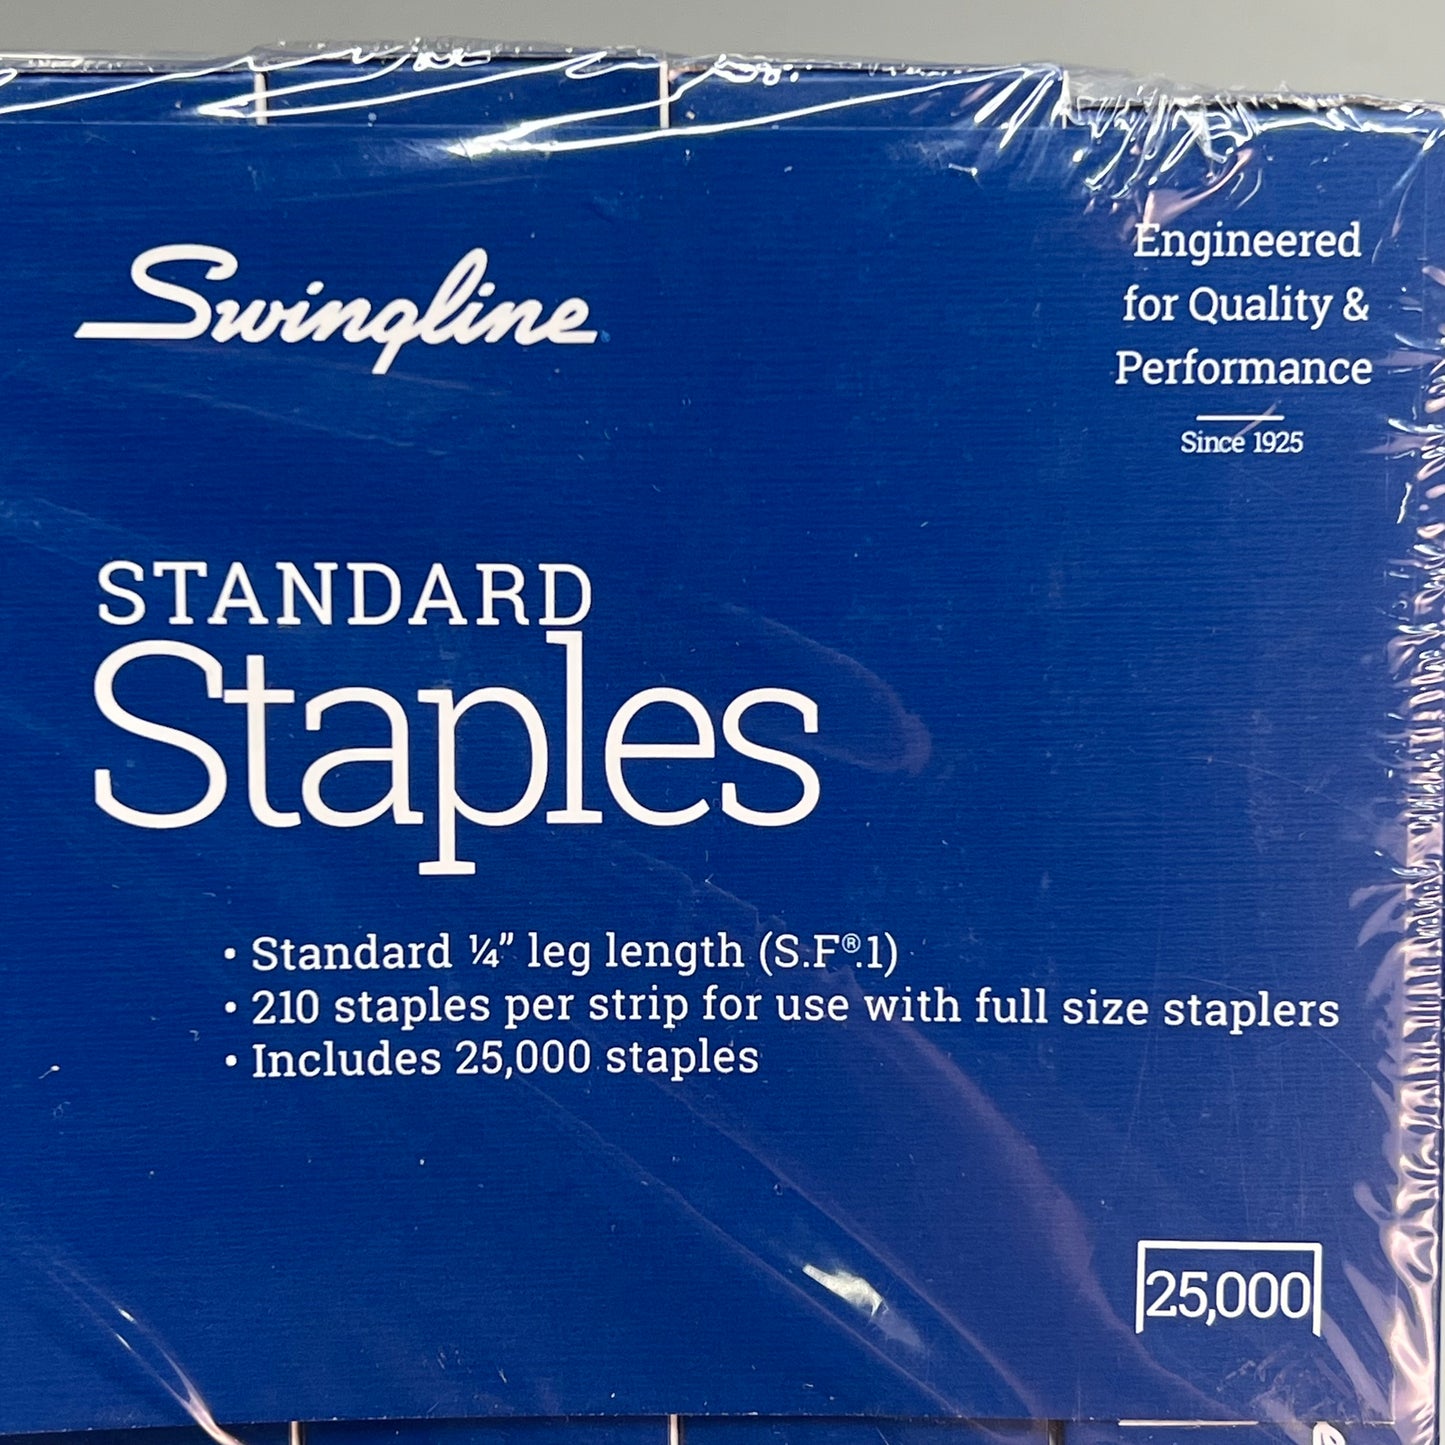 Swingline
Engineered
for Quality &
Performance
Since 1925
STANDARD
Staples
• Standard ¼” leg length (S.F®.1)
• 210 staples per strip for use with full size staplers
• Includes 25,000 staples
25,000